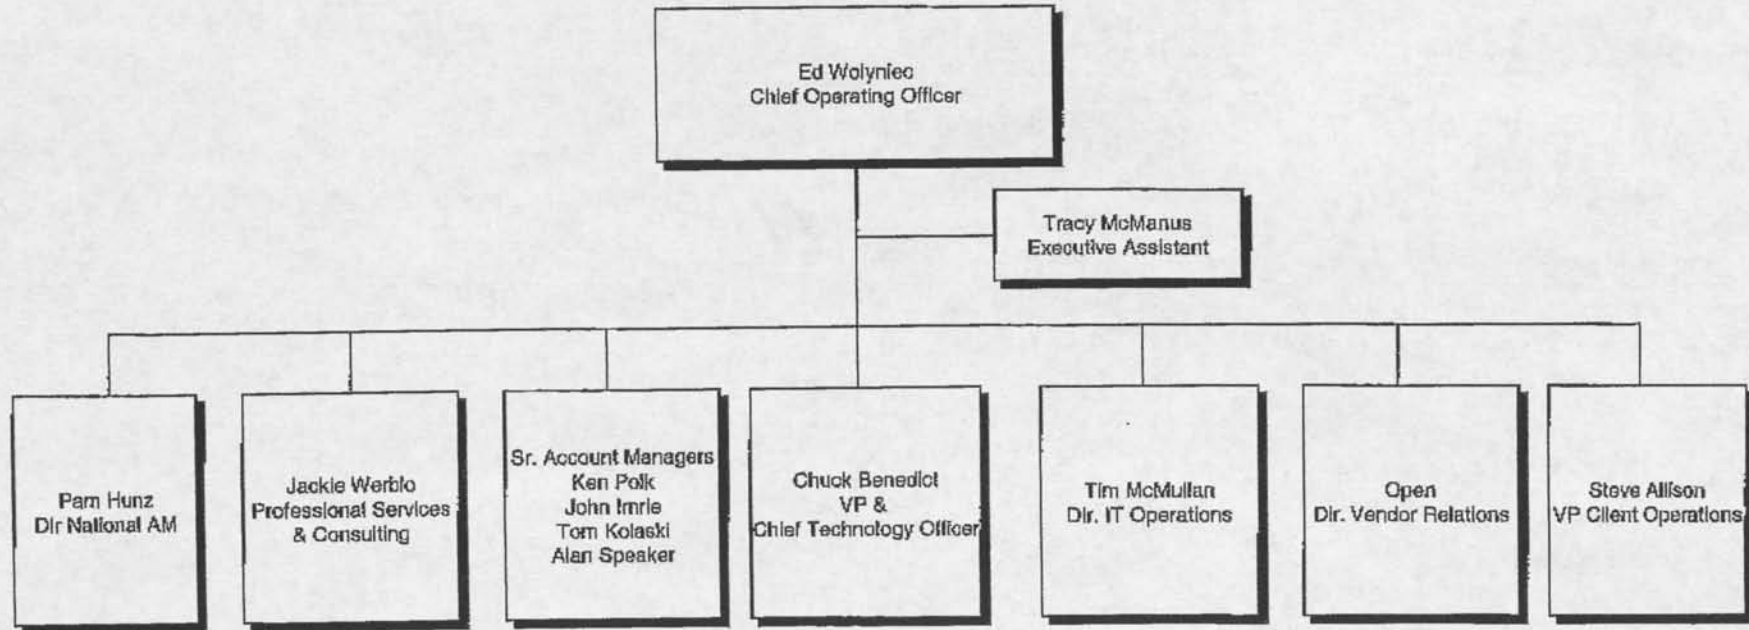 Ed Wolyniec
Chief Operating Officer
Tracy McManus
Executive Assistant
Pam Hunz
Dir National AM
Jackie Werblo
Professional Services
& Consulting
Sr. Account Managers
Ken Polk
John Imrie
Tom Kolaski
Alan Speaker
Chuck Benedict
VP &
Chief Technology Officer
Tim McMullan
Dir. IT Operations
Open
Dir. Vendor Relations
Steve Allison
VP Client Operations